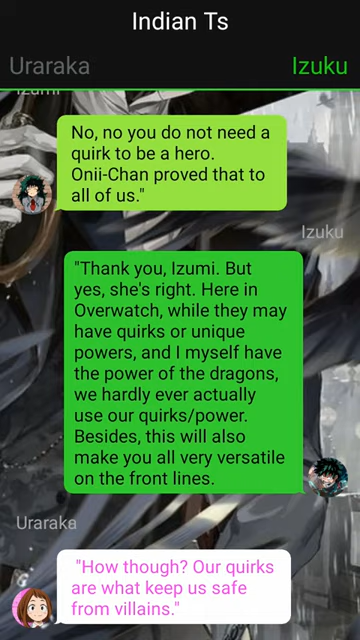 Indian Ts
Uraraka Izuku
Izumi
No, no you do not need a
quirk to be a hero.
Onii-Chan proved that to
all of us."
Izuku
"Thank you, Izumi. But
yes, she's right. Here in
Overwatch, while they may
have quirks or unique
powers, and I myself have
the power of the dragons,
we hardly ever actually
use our quirks/power.
Besides, this will also
make you all very versatile
on the front lines.
Uraraka
"How though? Our quirks
are what keep us safe
from villains."